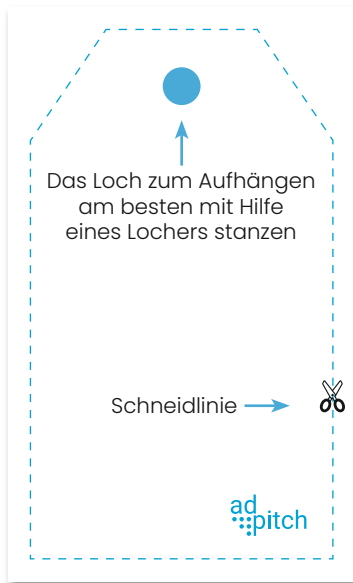 Das Loch zum Aufhängen
am besten mit Hilfe
eines Lochers stanzen
Schneidlinie
ad
pitch